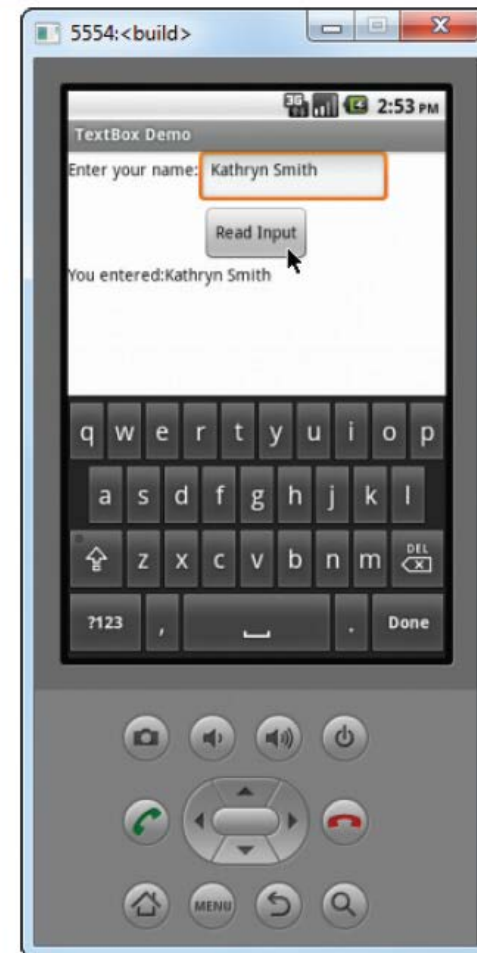 5554:<build>
3G 2:53 PM
TextBox Demo
Enter your name: Kathryn Smith
Read Input
You entered:Kathryn Smith
q w e r t y u i o p
a s d f g h j k l
z x c v b n m DEL
?123 , . Done
MENU